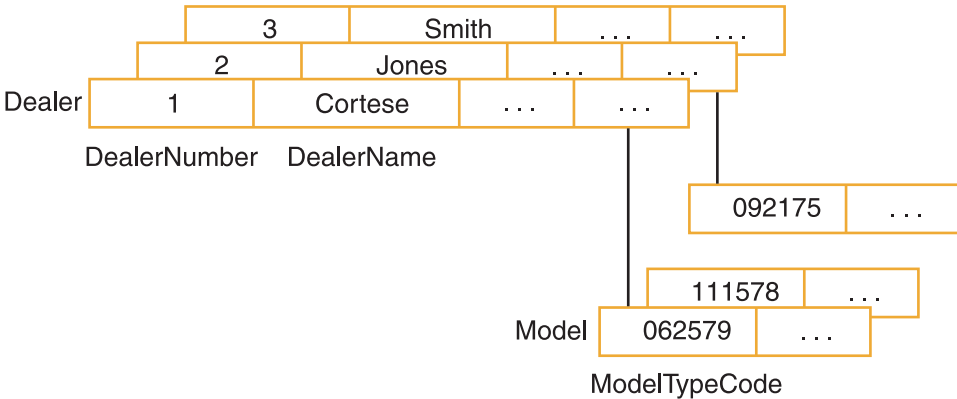 3 Smith ... ...
2 Jones ... ...
Dealer 1 Cortese ... ...
DealerNumber DealerName
092175 ...
111578 ...
Model 062579 ...
ModelTypeCode